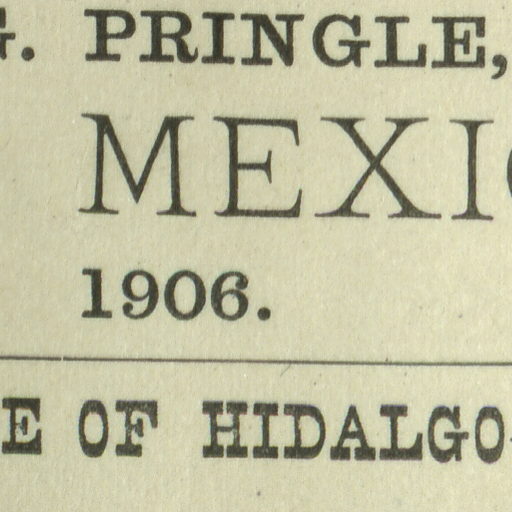 G. PRINGLE,
MEXIC
1906.
E OF HIDALGO